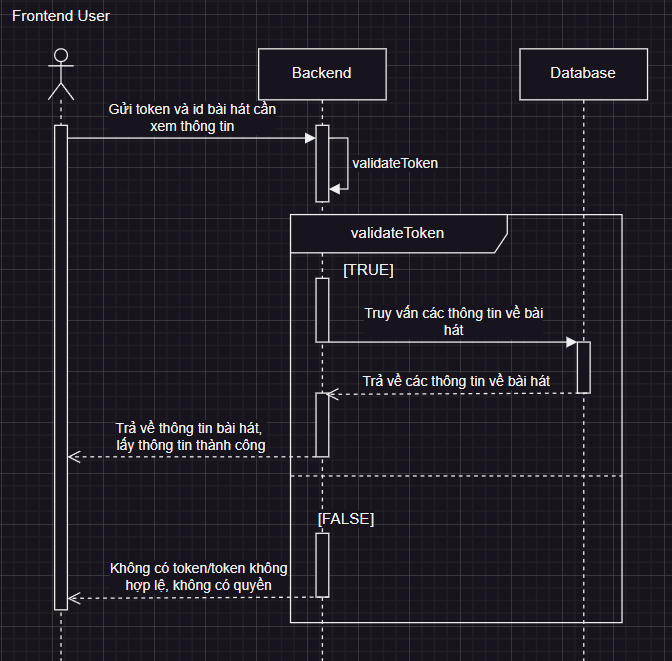 Frontend User
Backend
Database
Gửi token và id bài hát cần
xem thông tin
validateToken
validateToken
[TRUE]
Truy vấn các thông tin về bài
hát
Trả về các thông tin về bài hát
Trả về thông tin bài hát,
lấy thông tin thành công
[FALSE]
Không có token/token không
hợp lệ, không có quyền